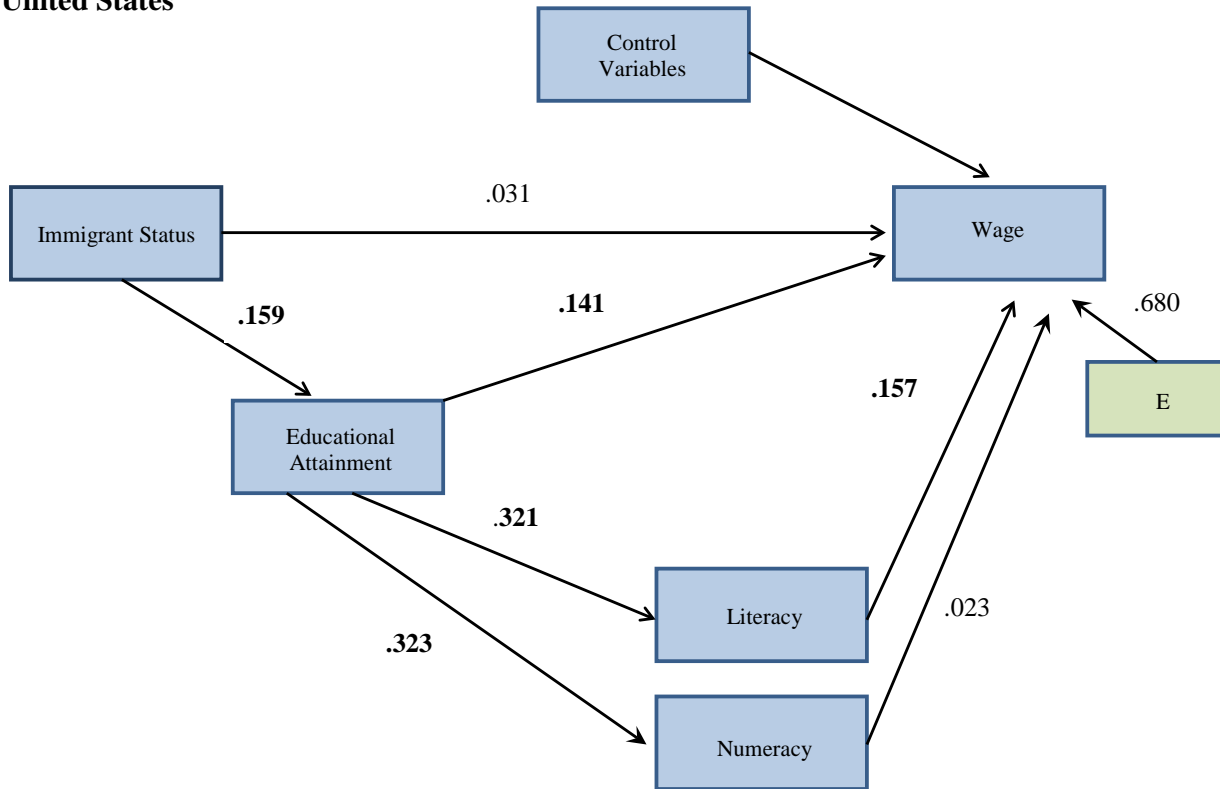 United States
Control
Variables
.031
Immigrant Status
Wage
.159
.141
.680
.157
E
Educational
Attainment
.321
.023
Literacy
.323
Numeracy